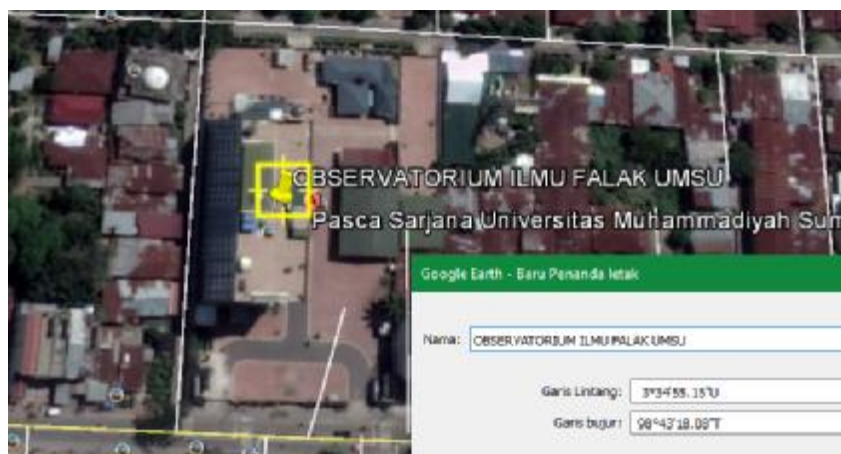 OBSERVATORIUM ILMU FALAK UMSU
Pasca Sarjana Universitas Muhammadiyah Sum
Google Earth - Baru Penanda letak
Nama: OBSERVATORIUM ILMU FALAK UMSU
Garis Lintang: 3°34'55.15"U
Garis bujur: 98°43'18.03"T